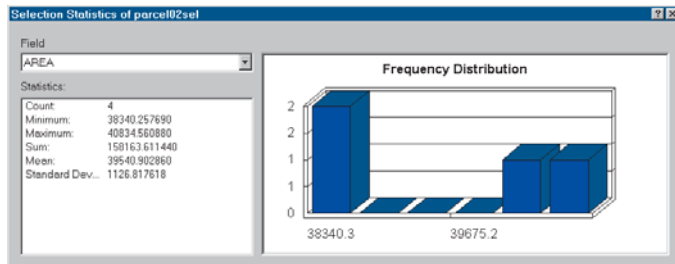 Selection Statistics of parcel02sel
Field
AREA
Statistics:
Count: 4
Minimum: 38340.257690
Maximum: 40834.560880
Sum: 158163.611440
Mean: 39540.902860
Standard Dev... 1126.817618
Frequency Distribution
2
2
1
1
0
38340.3 39675.2